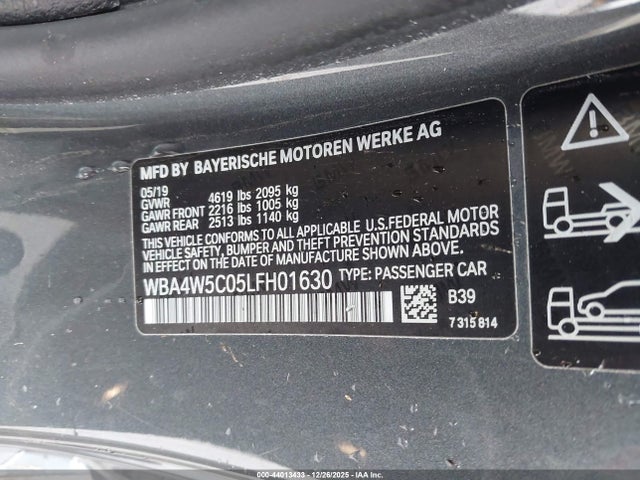 MFD BY BAYERISCHE MOTOREN WERKE AG
05/19
GVWR 4619 lbs 2095 kg
GAWR FRONT 2216 lbs 1005 kg
GAWR REAR 2513 lbs 1140 kg
THIS VEHICLE CONFORMS TO ALL APPLICABLE U.S.FEDERAL MOTOR
VEHICLE SAFETY, BUMPER, AND THEFT PREVENTION
STANDARDS IN EFFECT ON THE DATE OF MANUFACTURE SHOWN ABOVE.
WBA4W5C05LFH01630 TYPE: PASSENGER CAR
B39
7 315 814
000-44013433 - 12/26/2025 - COPYRIGHT IAA, LLC